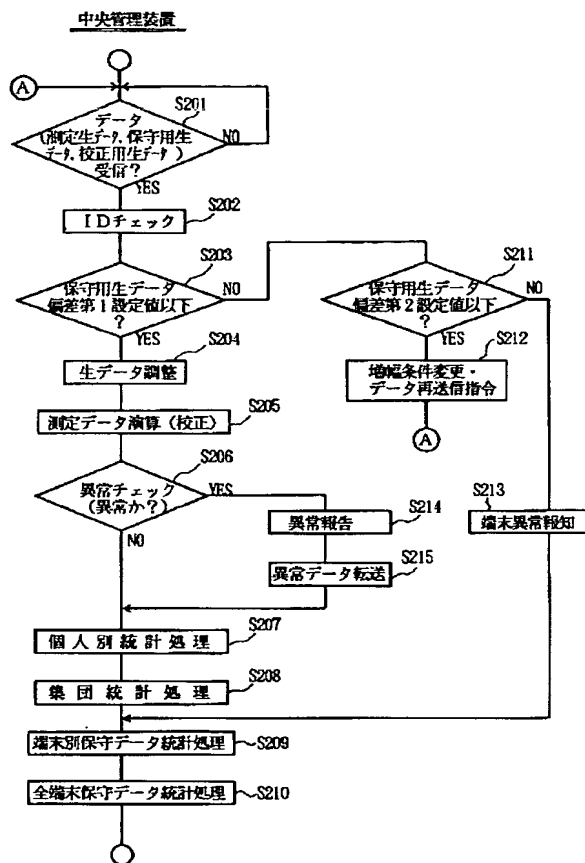 中央管理装置
A
S201
データ
(測定生データ、保守用生
データ、校正用生データ)
受信?
NO
YES
S202
IDチェック
S203
保守用生データ
偏差第1設定値以下
?
NO
YES
S211
保守用生データ
偏差第2設定値以下
?
NO
YES
S204
生データ調整
S212
増幅条件変更・
データ再送信指令
A
S205
測定データ演算(校正)
S206
異常チェック
(異常か?)
YES
NO
S214
異常報告
S213
端末異常報知
S215
異常データ転送
S207
個人別統計処理
S208
集団統計処理
S209
端末別保守データ統計処理
S210
全端末保守データ統計処理